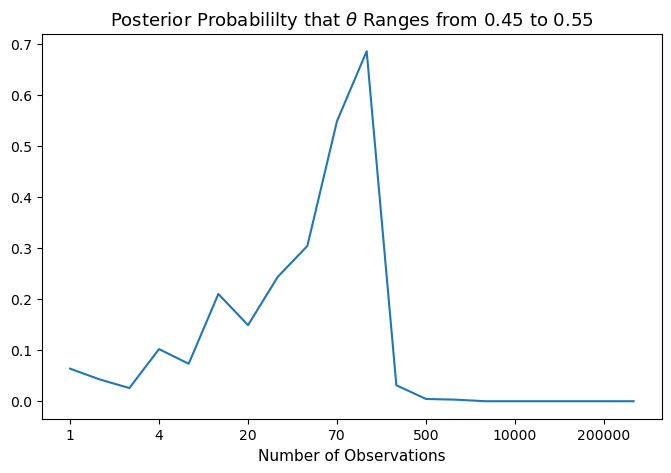 Posterior Probabililty that θ Ranges from 0.45 to 0.55
0.7
0.6
0.5
0.4
0.3
0.2
0.1
0.0
1 4 20 70 500 10000 200000
Number of Observations